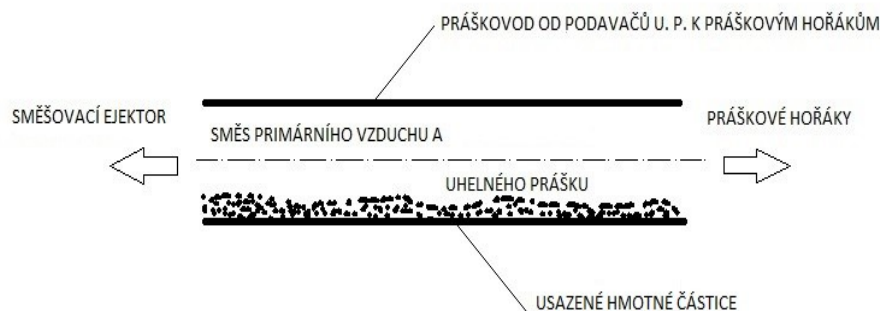 PRÁŠKOVOD OD PODAVAČŮ U. P. K PRÁŠKOVÝM HOŘÁKŮM
SMĚŠOVACÍ EJEKTOR
PRÁŠKOVÉ HOŘÁKY
SMĚS PRIMÁRNÍHO VZDUCHU A
UHELNÉHO PRÁŠKU
USAZENÉ HMOTNÉ ČÁSTICE